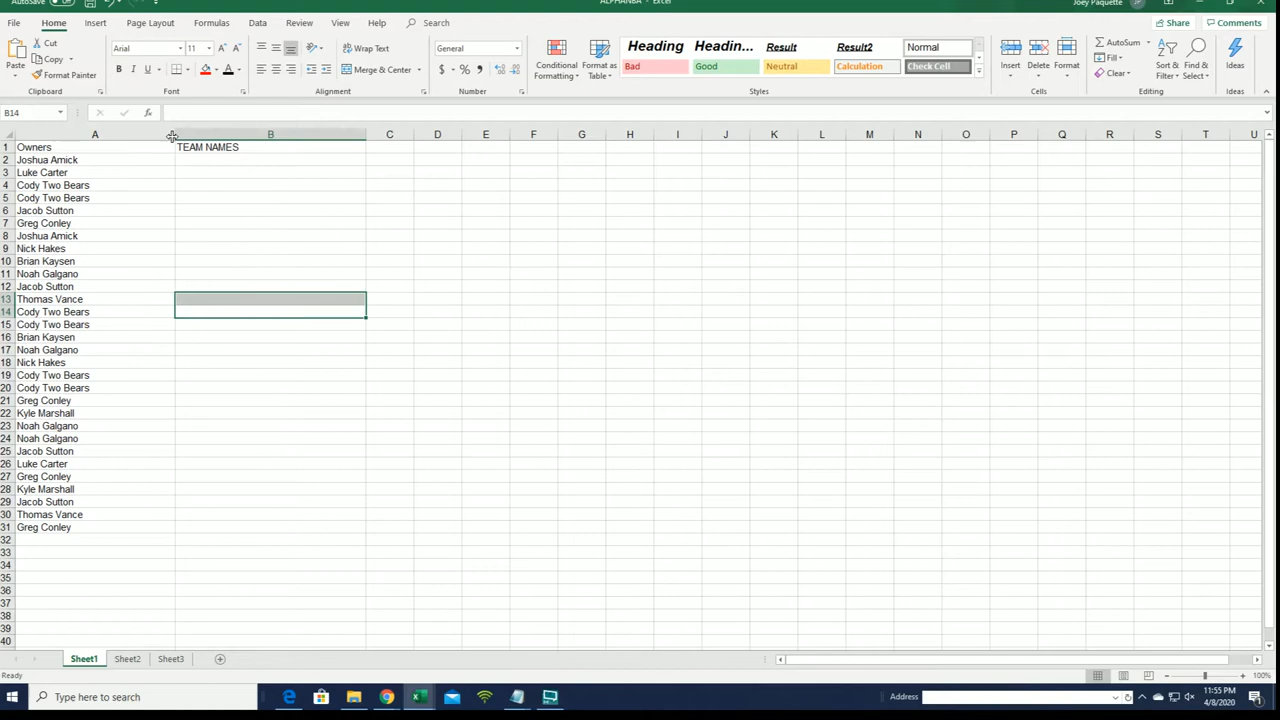 AutoSave Off ALPHANBA - Excel Joey Paquette JP
File Home Insert Page Layout Formulas Data Review View Help Search Share Comments
Paste Cut Copy Format Painter Clipboard
Arial 11 A A B I U A Font
Wrap Text Merge & Center Alignment
General $ % , Number
Conditional Formatting Format as Table
Heading Headin... Result Result2 Normal
Bad Good Neutral Calculation Check Cell
Styles
Insert Delete Format Cells
AutoSum Fill Clear Sort & Filter Find & Select Editing
Ideas Ideas
B14 fx
A B C D E F G H I J K L M N O P Q R S T U
1 Owners TEAM NAMES
2 Joshua Amick
3 Luke Carter
4 Cody Two Bears
5 Cody Two Bears
6 Jacob Sutton
7 Greg Conley
8 Joshua Amick
9 Nick Hakes
10 Brian Kaysen
11 Noah Galgano
12 Jacob Sutton
13 Thomas Vance
14 Cody Two Bears
15 Cody Two Bears
16 Brian Kaysen
17 Noah Galgano
18 Nick Hakes
19 Cody Two Bears
20 Cody Two Bears
21 Greg Conley
22 Kyle Marshall
23 Noah Galgano
24 Noah Galgano
25 Jacob Sutton
26 Luke Carter
27 Greg Conley
28 Kyle Marshall
29 Jacob Sutton
30 Thomas Vance
31 Greg Conley
32
33
34
35
36
37
38
39
40
Sheet1 Sheet2 Sheet3
Ready 100%
Type here to search Address 11:55 PM
4/8/2020